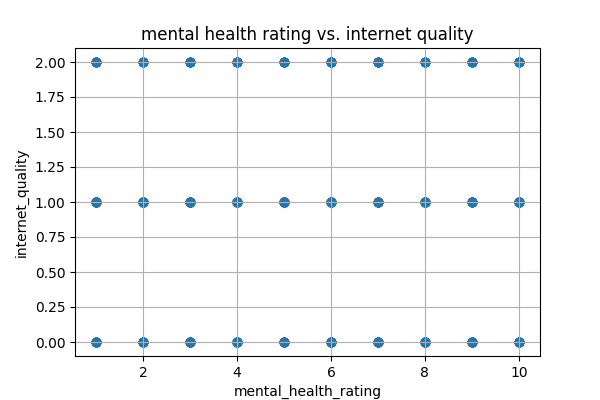 mental health rating vs. internet quality
2.00
1.75
1.50
1.25
1.00
0.75
0.50
0.25
0.00
internet_quality
2 4 6 8 10
mental_health_rating